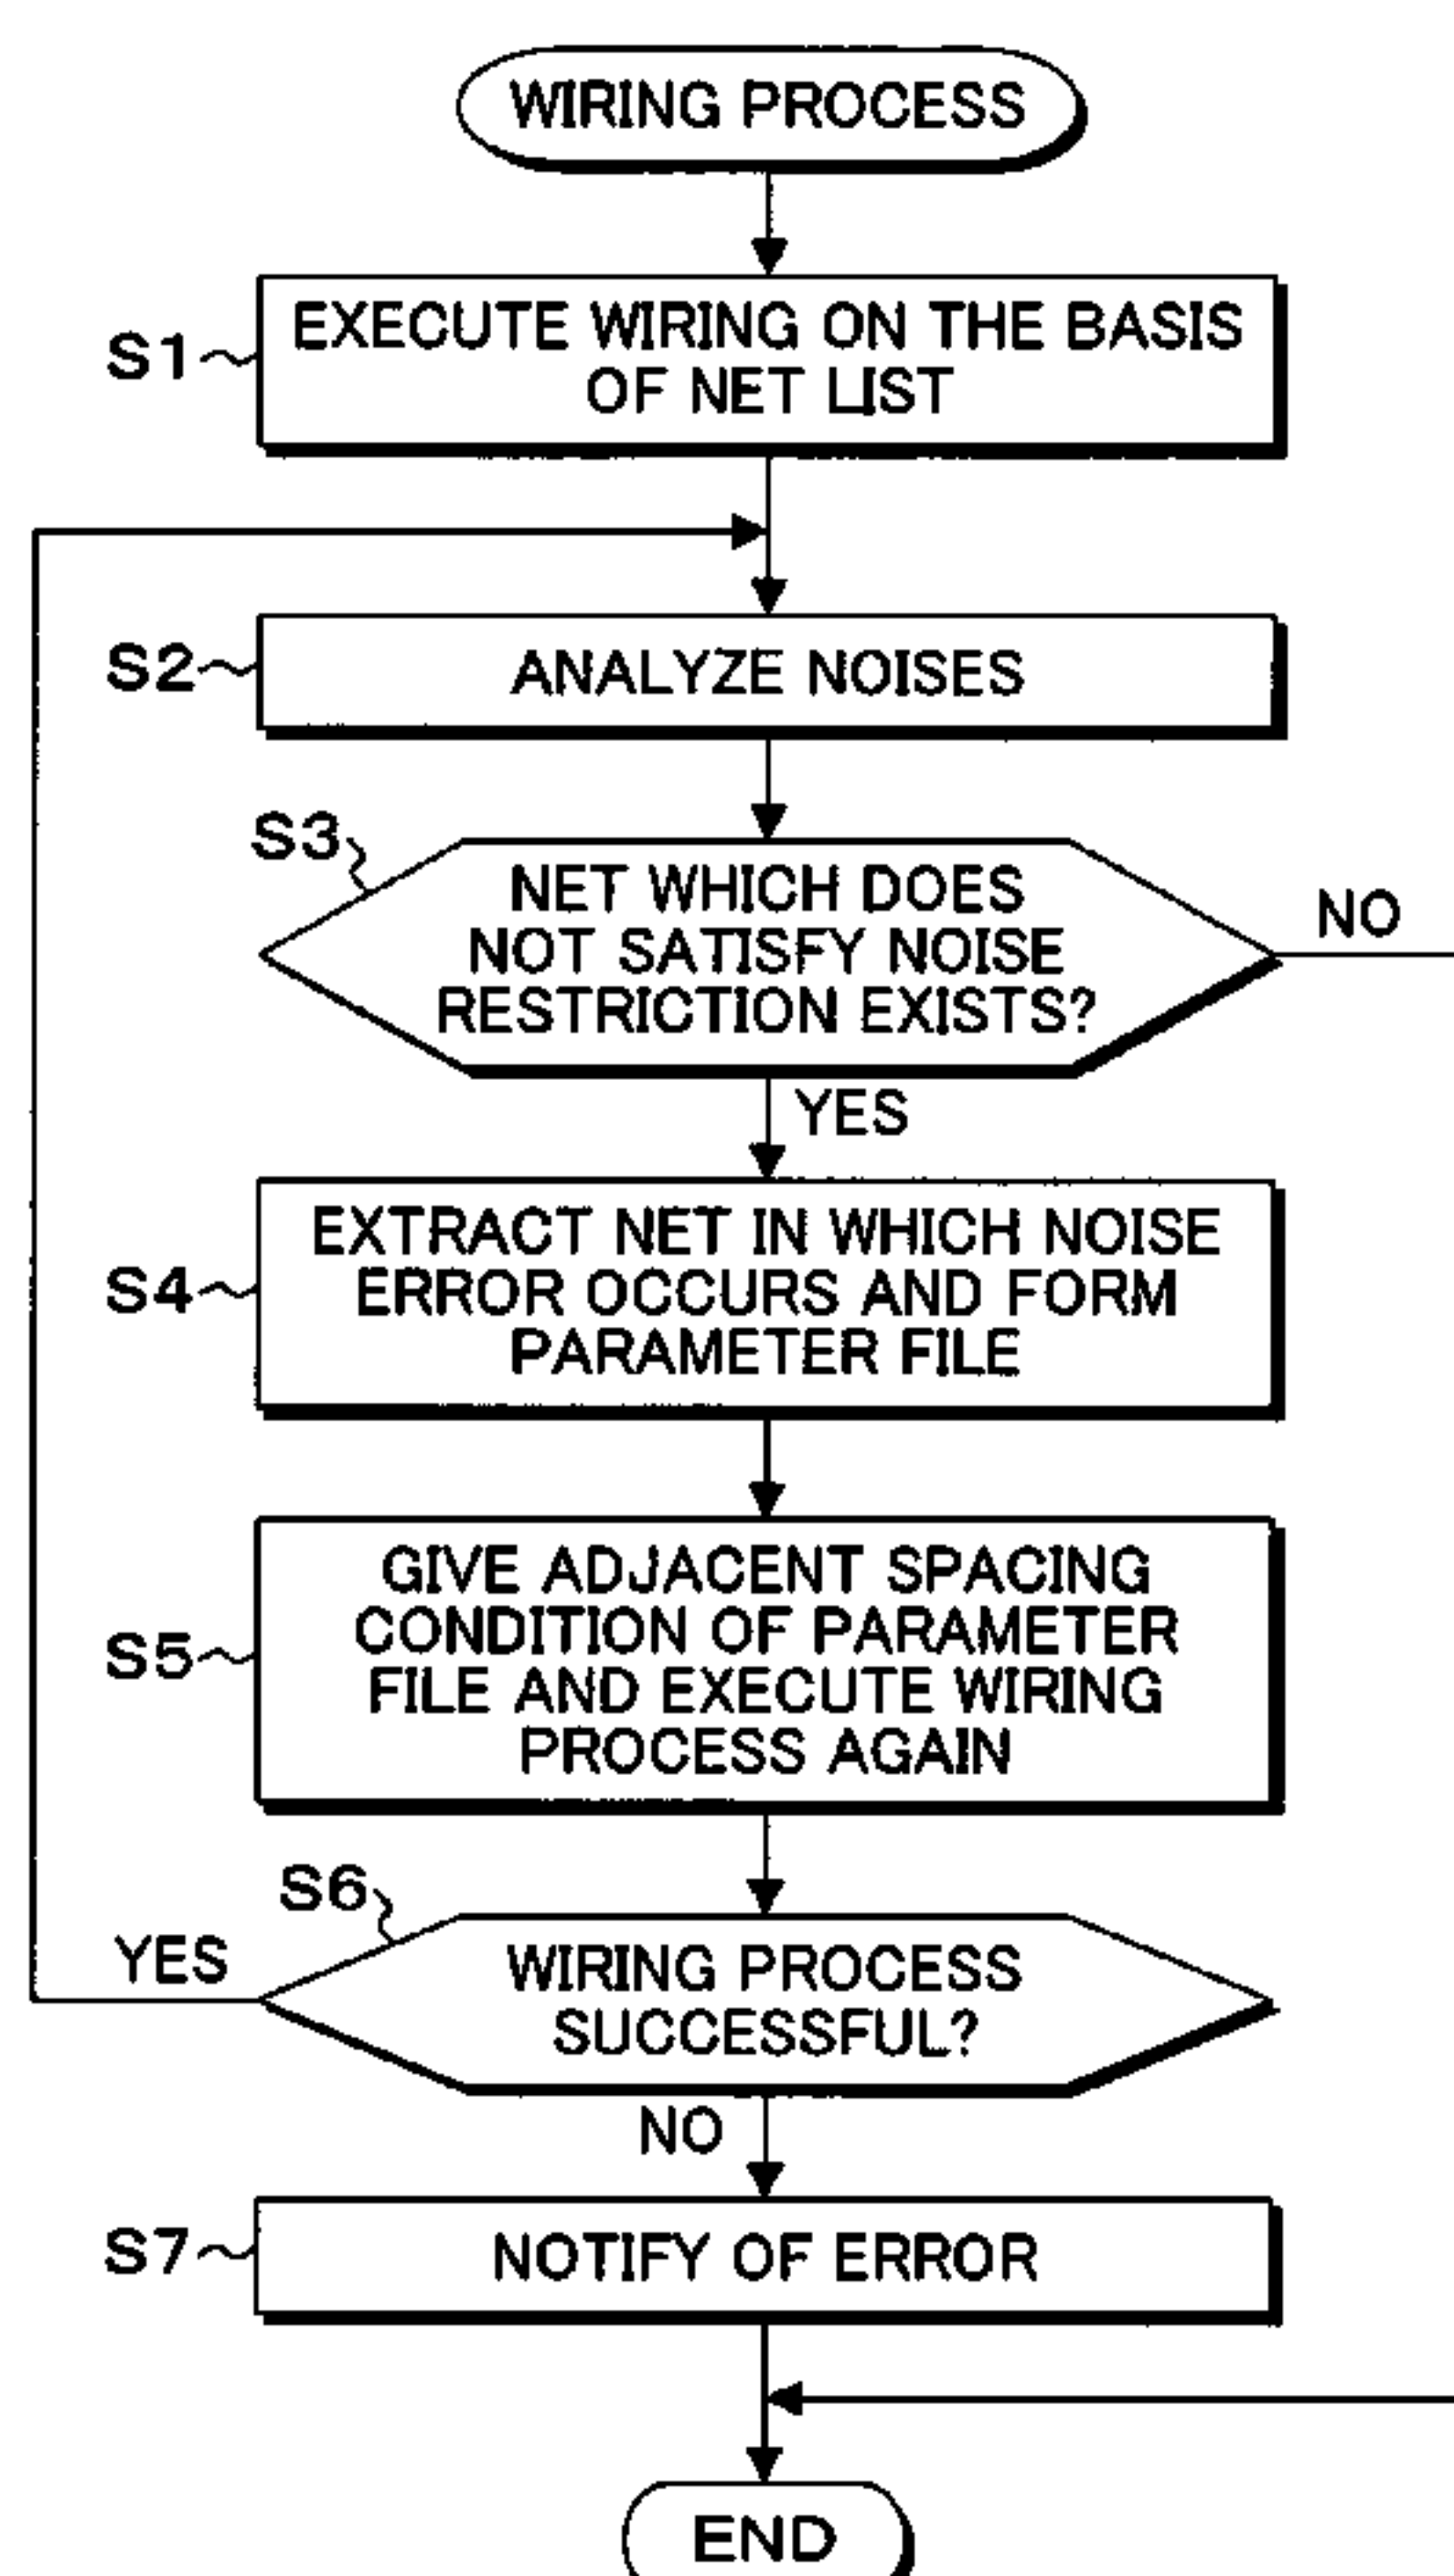 WIRING PROCESS
S1
EXECUTE WIRING ON THE BASIS
OF NET LIST
S2
ANALYZE NOISES
S3
NET WHICH DOES
NOT SATISFY NOISE
RESTRICTION EXISTS?
NO
YES
S4
EXTRACT NET IN WHICH NOISE
ERROR OCCURS AND FORM
PARAMETER FILE
S5
GIVE ADJACENT SPACING
CONDITION OF PARAMETER
FILE AND EXECUTE WIRING
PROCESS AGAIN
S6
YES
WIRING PROCESS
SUCCESSFUL?
NO
S7
NOTIFY OF ERROR
END